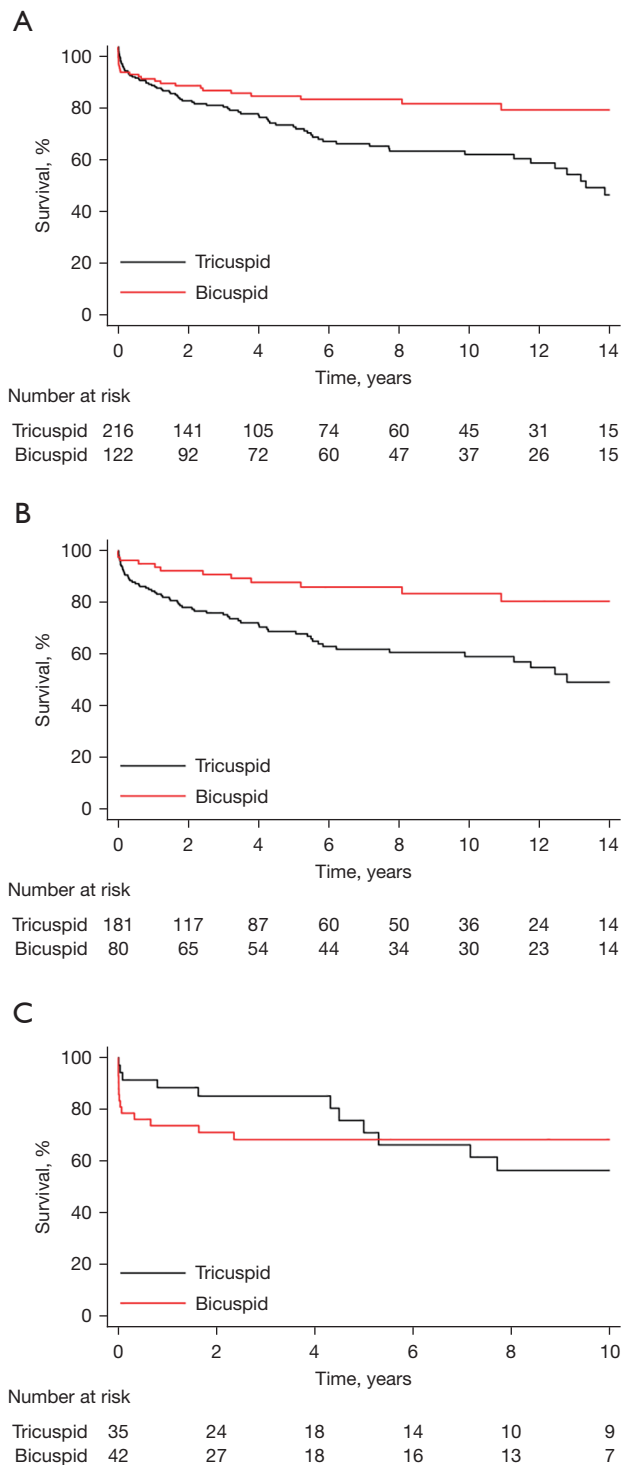 A
100
80
60
40
20
0
Survival, %
Tricuspid
Bicuspid
0 2 4 6 8 10 12 14
Time, years
Number at risk
Tricuspid 216 141 105 74 60 45 31 15
Bicuspid 122 92 72 60 47 37 26 15
B
100
80
60
40
20
0
Survival, %
Tricuspid
Bicuspid
0 2 4 6 8 10 12 14
Time, years
Number at risk
Tricuspid 181 117 87 60 50 36 24 14
Bicuspid 80 65 54 44 34 30 23 14
C
100
80
60
40
20
0
Survival, %
Tricuspid
Bicuspid
0 2 4 6 8 10
Time, years
Number at risk
Tricuspid 35 24 18 14 10 9
Bicuspid 42 27 18 16 13 7